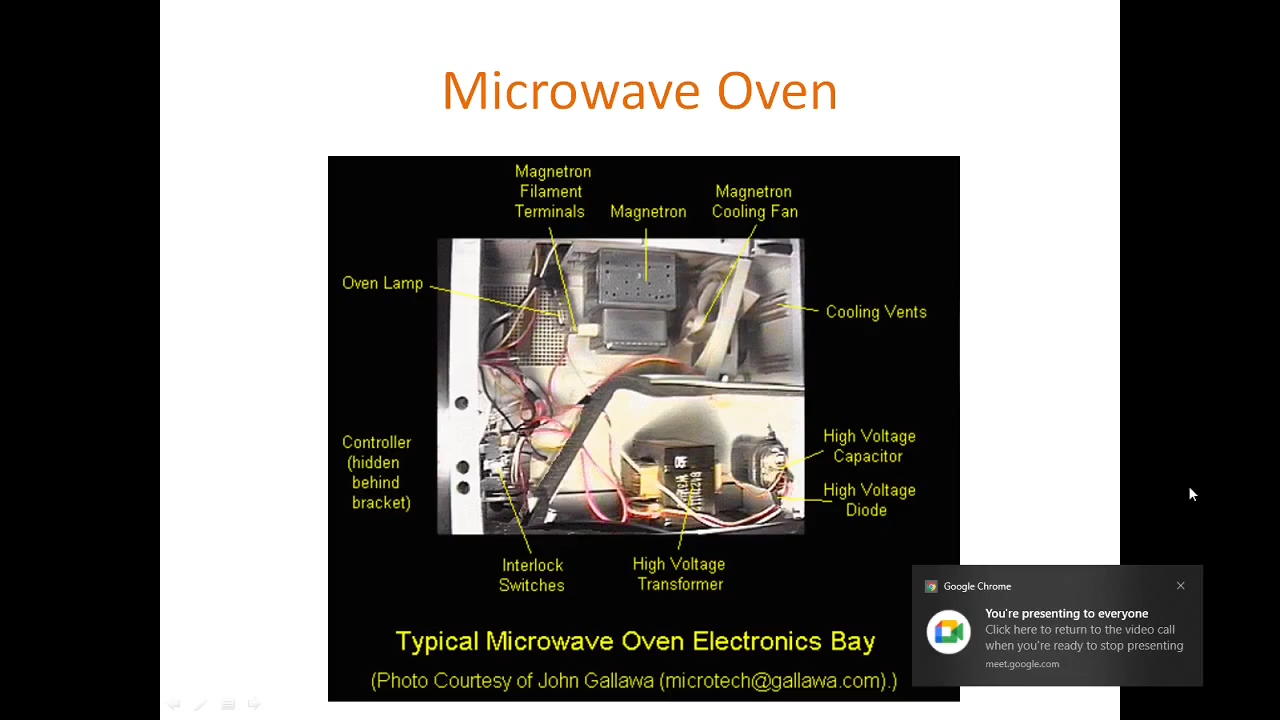 Microwave Oven
Magnetron
Filament
Terminals
Magnetron
Magnetron
Cooling Fan
Oven Lamp
Cooling Vents
Controller
(hidden
behind
bracket)
High Voltage
Capacitor
High Voltage
Diode
Interlock
Switches
High Voltage
Transformer
Typical Microwave Oven Electronics Bay
(Photo Courtesy of John Gallawa (microtech@gallawa.com).)
Google Chrome
You're presenting to everyone
Click here to return to the video call
when you're ready to stop presenting
meet.google.com